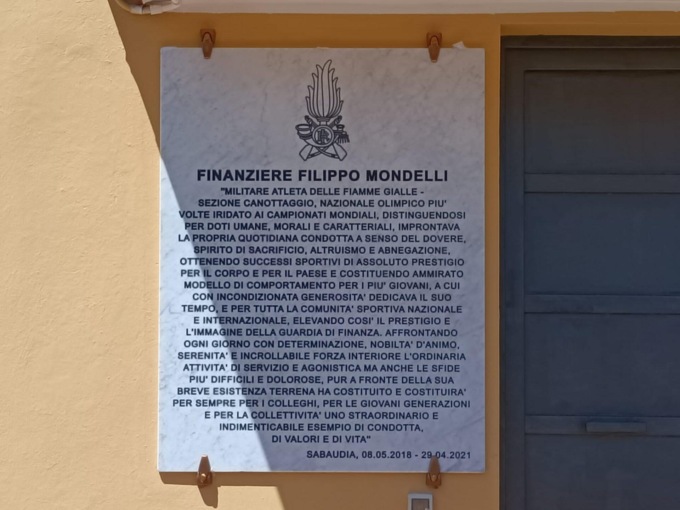 FINANZIERE FILIPPO MONDELLI
"MILITARE ATLETA DELLE FIAMME GIALLE -
SEZIONE CANOTTAGGIO, NAZIONALE OLIMPICO PIU'
VOLTE IRIDATO AI CAMPIONATI MONDIALI, DISTINGUENDOSI
PER DOTI UMANE, MORALI E CARATTERIALI, IMPRONTAVA
LA PROPRIA QUOTIDIANA CONDOTTA A SENSO DEL DOVERE,
SPIRITO DI SACRIFICIO, ALTRUISMO E ABNEGAZIONE,
OTTENENDO SUCCESSI SPORTIVI DI ASSOLUTO PRESTIGIO
PER IL CORPO E PER IL PAESE E COSTITUENDO AMMIRATO
MODELLO DI COMPORTAMENTO PER I PIU' GIOVANI, A CUI
CON INCONDIZIONATA GENEROSITA' DEDICAVA IL SUO
TEMPO, E PER TUTTA LA COMUNITA' SPORTIVA NAZIONALE
E INTERNAZIONALE, ELEVANDO COSI' IL PRESTIGIO E
L'IMMAGINE DELLA GUARDIA DI FINANZA. AFFRONTANDO
OGNI GIORNO CON DETERMINAZIONE, NOBILTA' D'ANIMO,
SERENITA' E INCROLLABILE FORZA INTERIORE L'ORDINARIA
ATTIVITA' DI SERVIZIO E AGONISTICA MA ANCHE LE SFIDE
PIU' DIFFICILI E DOLOROSE, PUR A FRONTE DELLA SUA
BREVE ESISTENZA TERRENA HA COSTITUITO E COSTITUIRA'
PER SEMPRE PER I COLLEGHI, PER LE GIOVANI GENERAZIONI
E PER LA COLLETTIVITA' UNO STRAORDINARIO E
INDIMENTICABILE ESEMPIO DI CONDOTTA,
DI VALORI E DI VITA"
SABAUDIA, 08.05.2018 - 29.04.2021